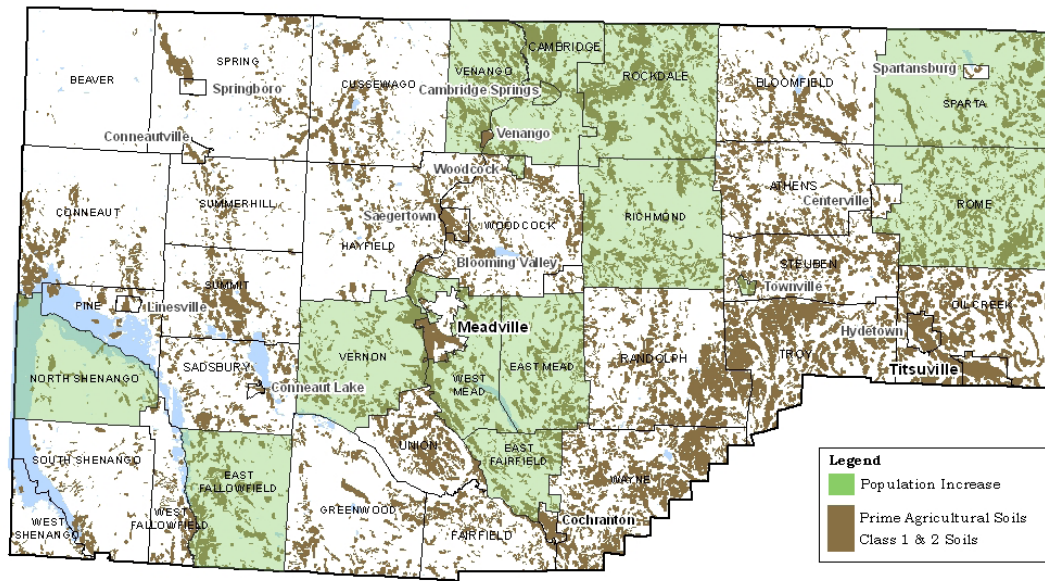 CAMBRIDGE
SPRING
BEAVER
VENANGO
ROCKDALE
Spartansburg
CUSSEWAGO
BLOOMFIELD
Springboro
Cambridge Springs
SPARTA
Conneautville
Venango
Woodcock
ATHENS
SUMMERHILL
Centerville
CONNEAUT
Saegertown
RICHMOND
ROME
WOODCOCK
HAYFIELD
Blooming Valley
STEUBEN
SUMMIT
Townville
PINE
Linesville
OIL CREEK
Meadville
Hydetown
VERNON
RANDOLPH
TROY
SADSBURY
EAST MEAD
Titsuville
NORTH SHENANGO
WEST
MEAD
Conneaut Lake
UNION
EAST
FAIRFIELD
SOUTH SHENANGO
Legend
EAST
FALLOWFIELD
WAYNE
Population Increase
GREENWOOD
WEST
FALLOWFIELD
Cochranton
Prime Agricultural Soils
Class 1 & 2 Soils
WEST
SHENANGO
FAIRFIELD